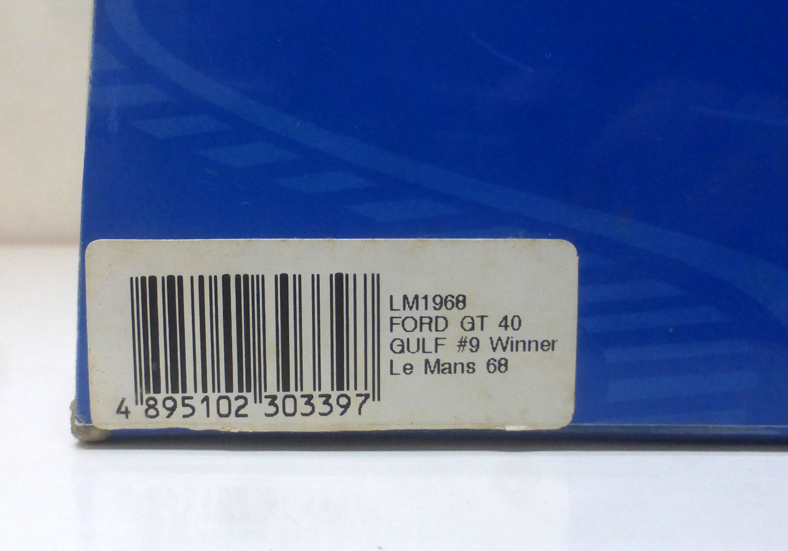 LM1968
FORD GT 40
GULF #9 Winner
Le Mans 68
4 895102 303397